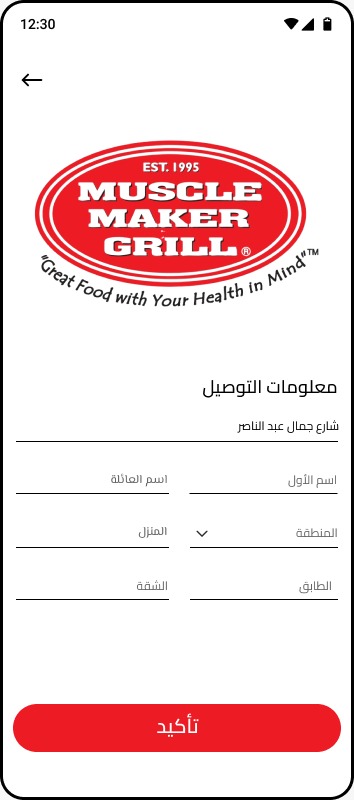 12:30
EST. 1995
MUSCLE
MAKER
GRILL®
"Great Food with Your Health in Mind"™
معلومات التوصيل
شارع جمال عبد الناصر
اسم الأول
اسم العائلة
المنطقة
المنزل
الطابق
الشقة
تأكيد